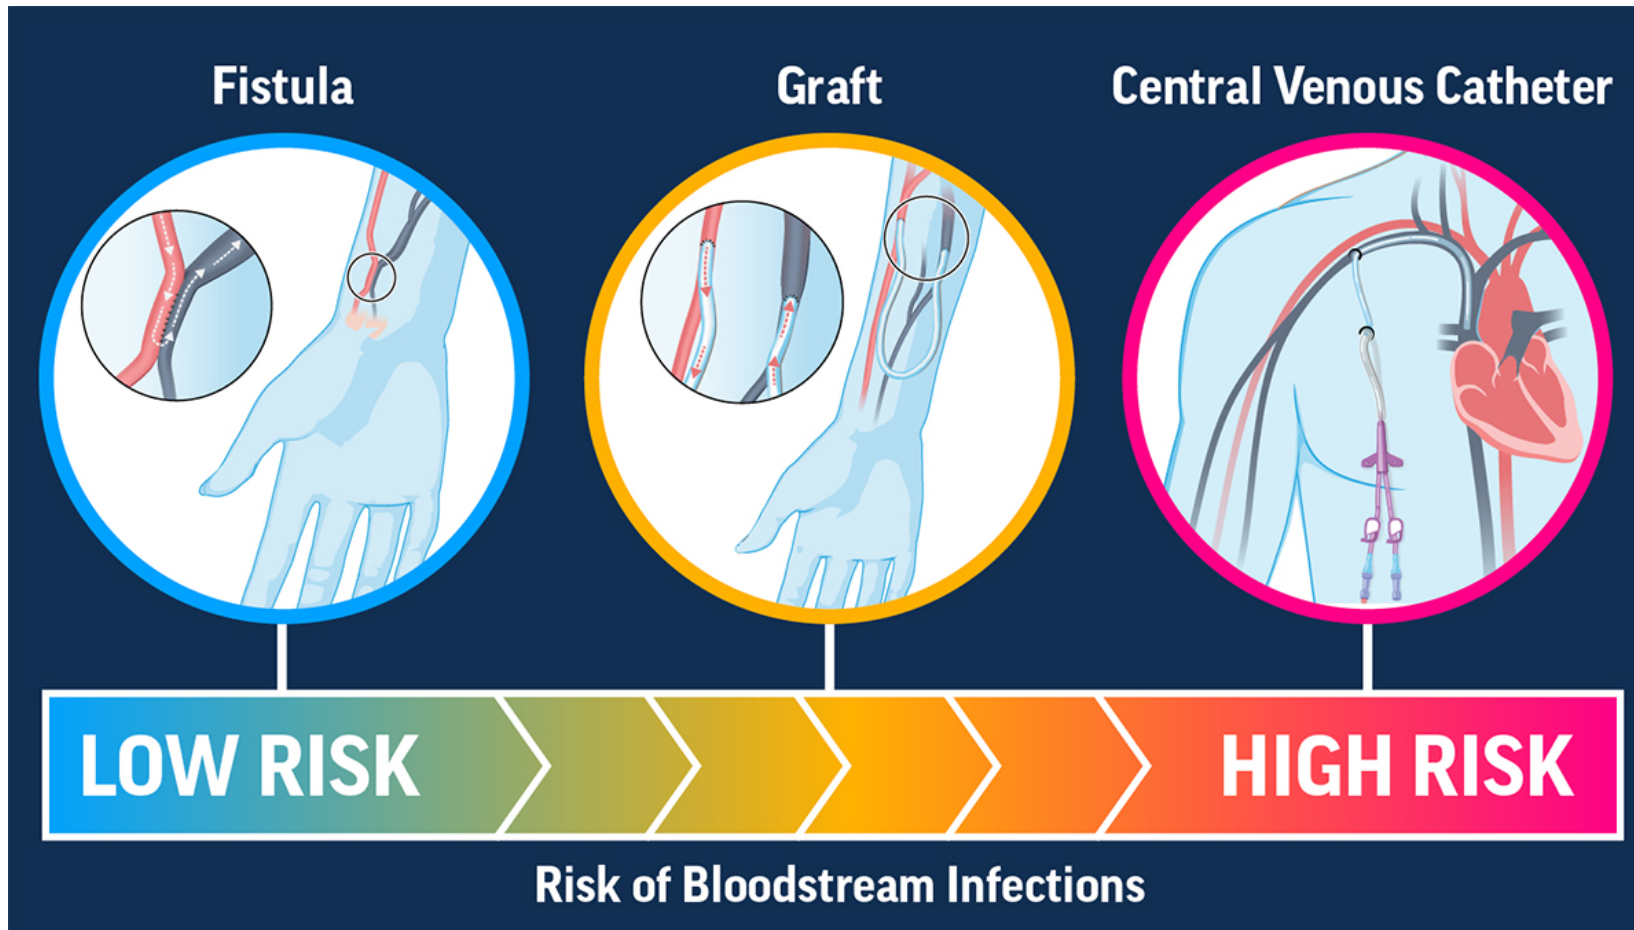 Fistula
Graft
Central Venous Catheter
LOW RISK
HIGH RISK
Risk of Bloodstream Infections